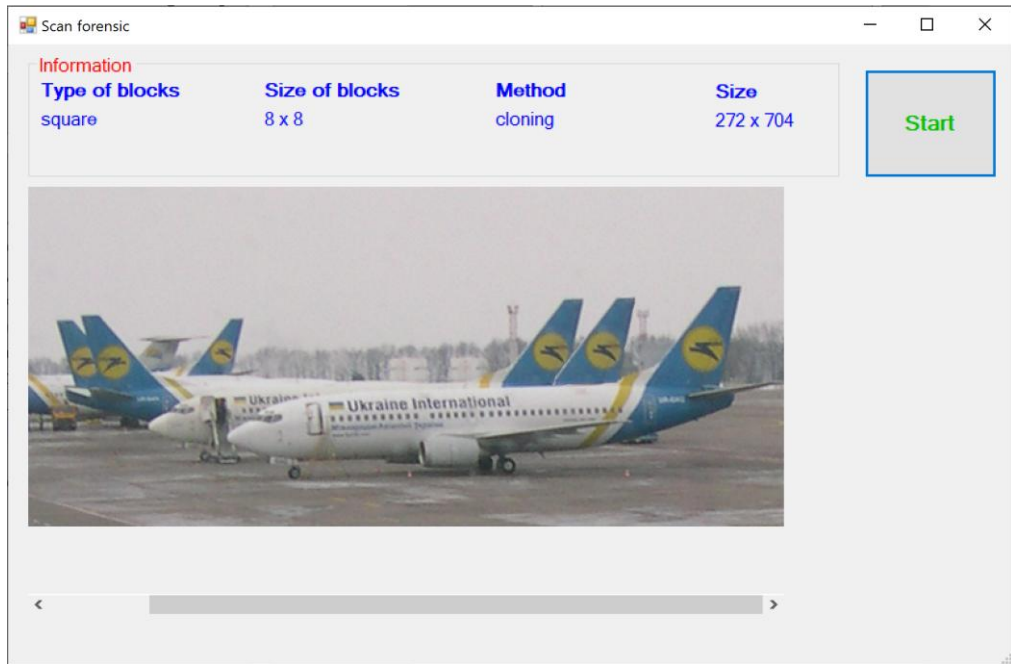 Scan forensic
Information
Type of blocks Size of blocks Method Size
square 8 x 8 cloning 272 x 704
Start
Ukraine
Ukraine International